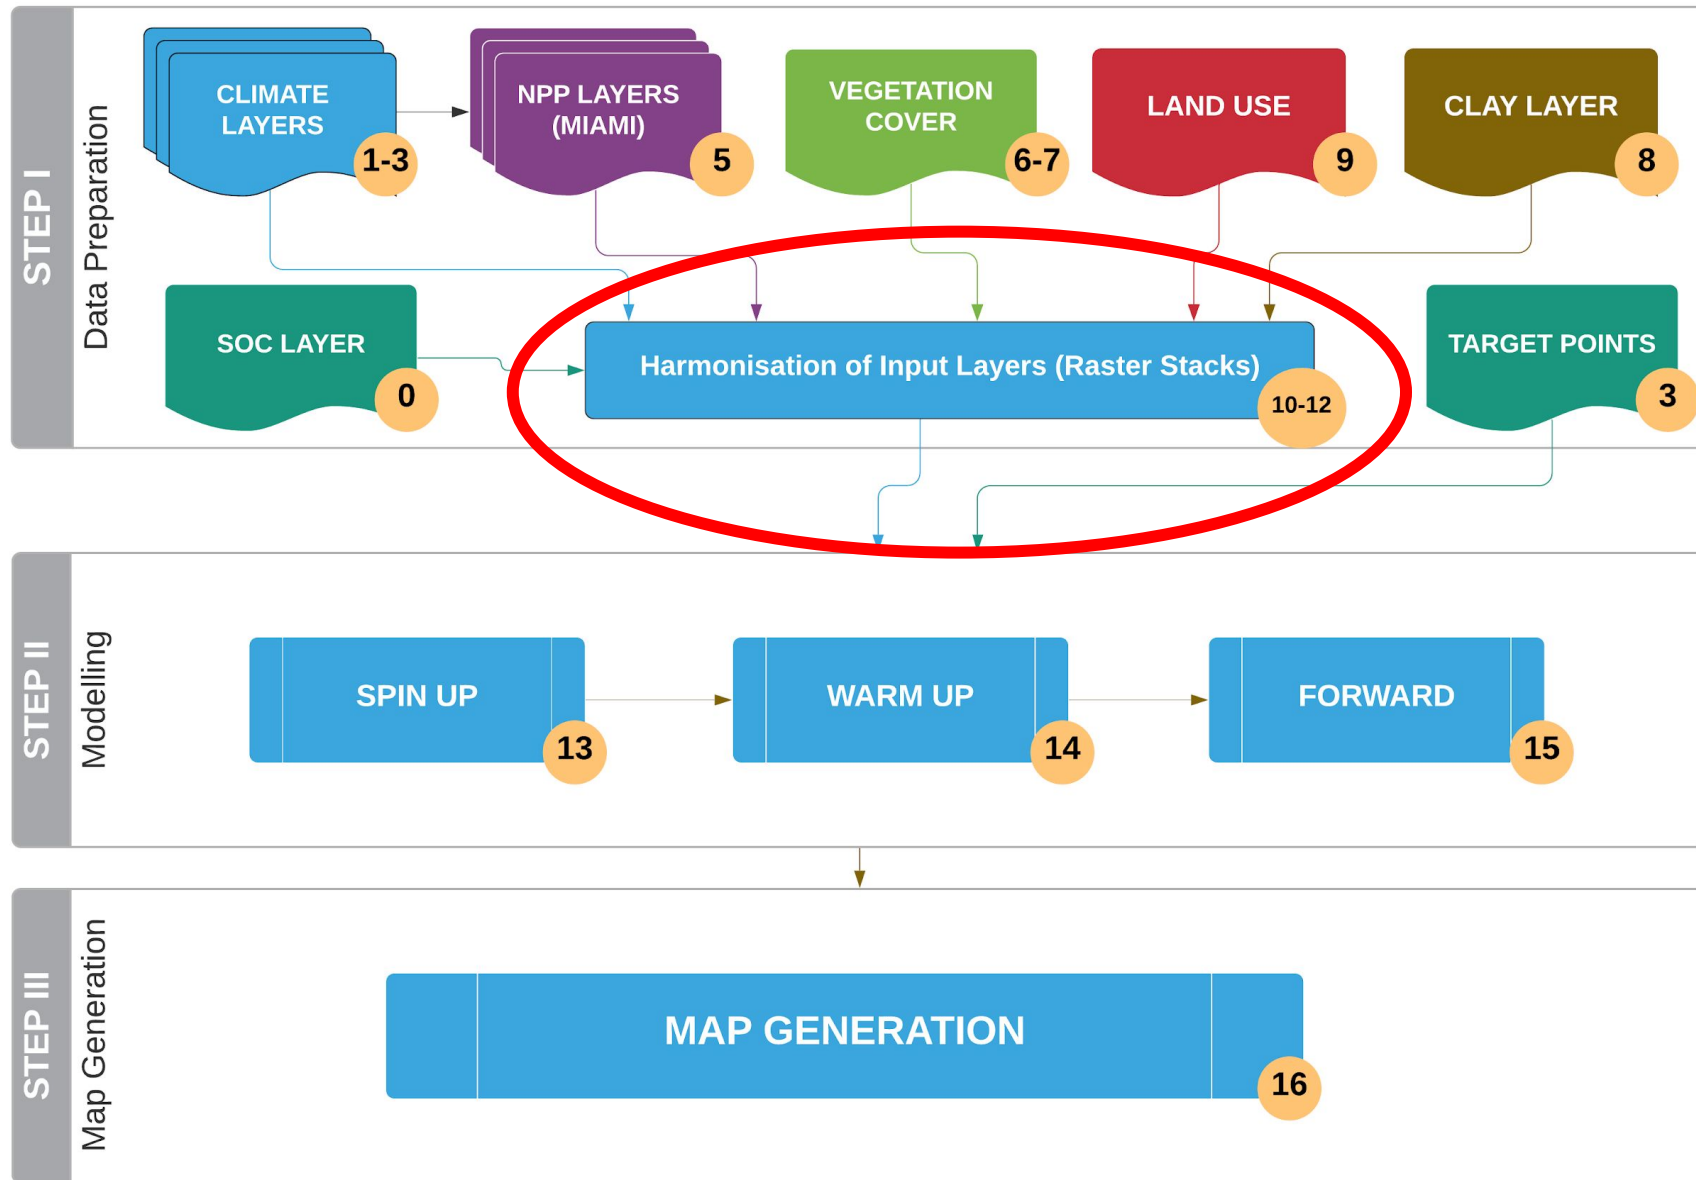 STEP I
Data Preparation
CLIMATE
LAYERS
1-3
NPP LAYERS
(MIAMI)
5
VEGETATION
COVER
6-7
LAND USE
9
CLAY LAYER
8
SOC LAYER
0
Harmonisation of Input Layers (Raster Stacks)
10-12
TARGET POINTS
3
STEP II
Modelling
SPIN UP
13
WARM UP
14
FORWARD
15
STEP III
Map Generation
MAP GENERATION
16